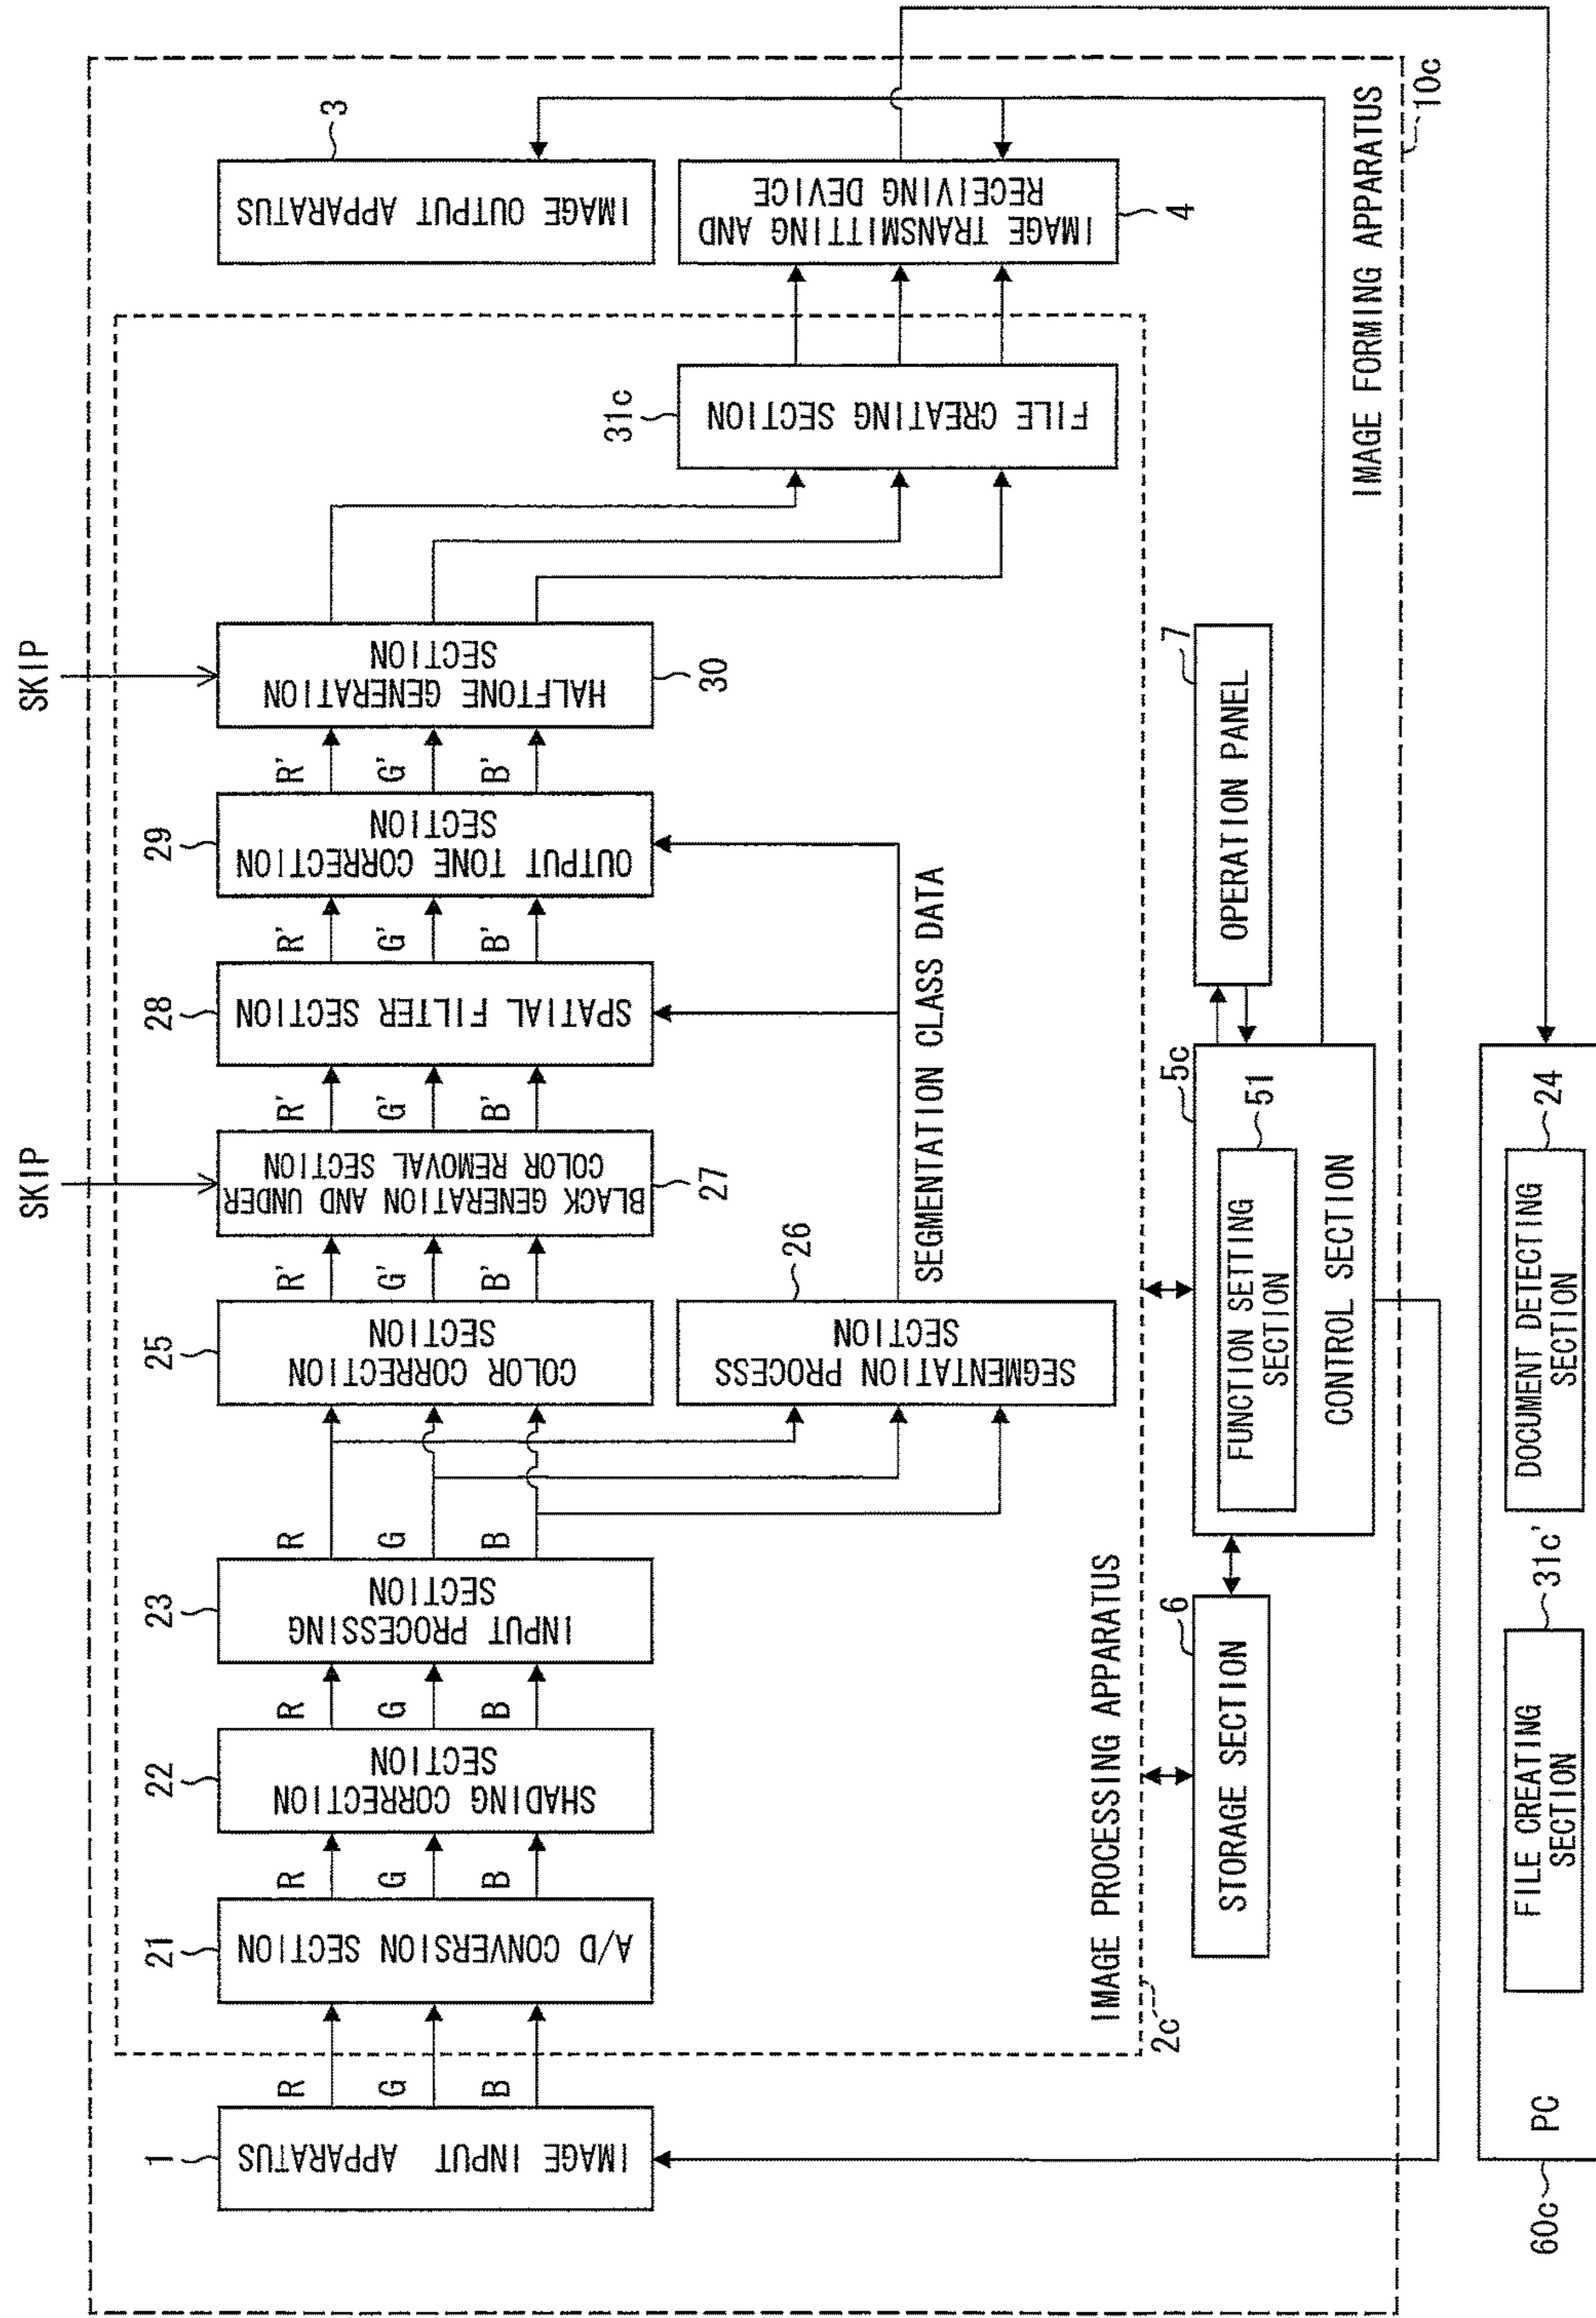 SKIP
SKIP
1
IMAGE INPUT APPARATUS
R
G
B
21
A/D CONVERSION SECTION
R
G
B
22
SHADING CORRECTION
SECTION
R
G
B
23
INPUT PROCESSING
SECTION
R
G
B
25
COLOR CORRECTION
SECTION
R'
G'
B'
BLACK GENERATION AND UNDER
COLOR REMOVAL SECTION
27
R'
G'
B'
28
SPATIAL FILTER SECTION
R'
G'
B'
29
OUTPUT TONE CORRECTION
SECTION
R'
G'
B'
HALFTONE GENERATION
SECTION
30
3
IMAGE OUTPUT APPARATUS
26
SEGMENTATION PROCESS
SECTION
SEGMENTATION CLASS DATA
31c
FILE CREATING SECTION
IMAGE TRANSMITTING AND
RECEIVING DEVICE
4
IMAGE PROCESSING APPARATUS
2c
6
STORAGE SECTION
5c
51
FUNCTION SETTING
SECTION
CONTROL SECTION
7
OPERATION PANEL
IMAGE FORMING APPARATUS
10c
60c
PC
31c'
FILE CREATING
SECTION
24
DOCUMENT DETECTING
SECTION